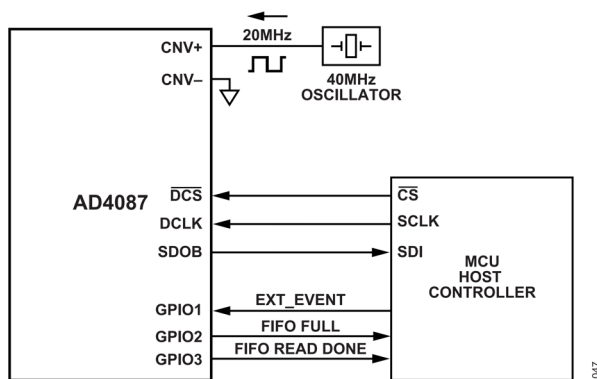 CNV+
20MHz
CNV–
40MHz
OSCILLATOR
AD4087
DCS
CS
DCLK
SCLK
SDOB
SDI
MCU
HOST
CONTROLLER
GPIO1
EXT_EVENT
GPIO2
FIFO FULL
GPIO3
FIFO READ DONE
047